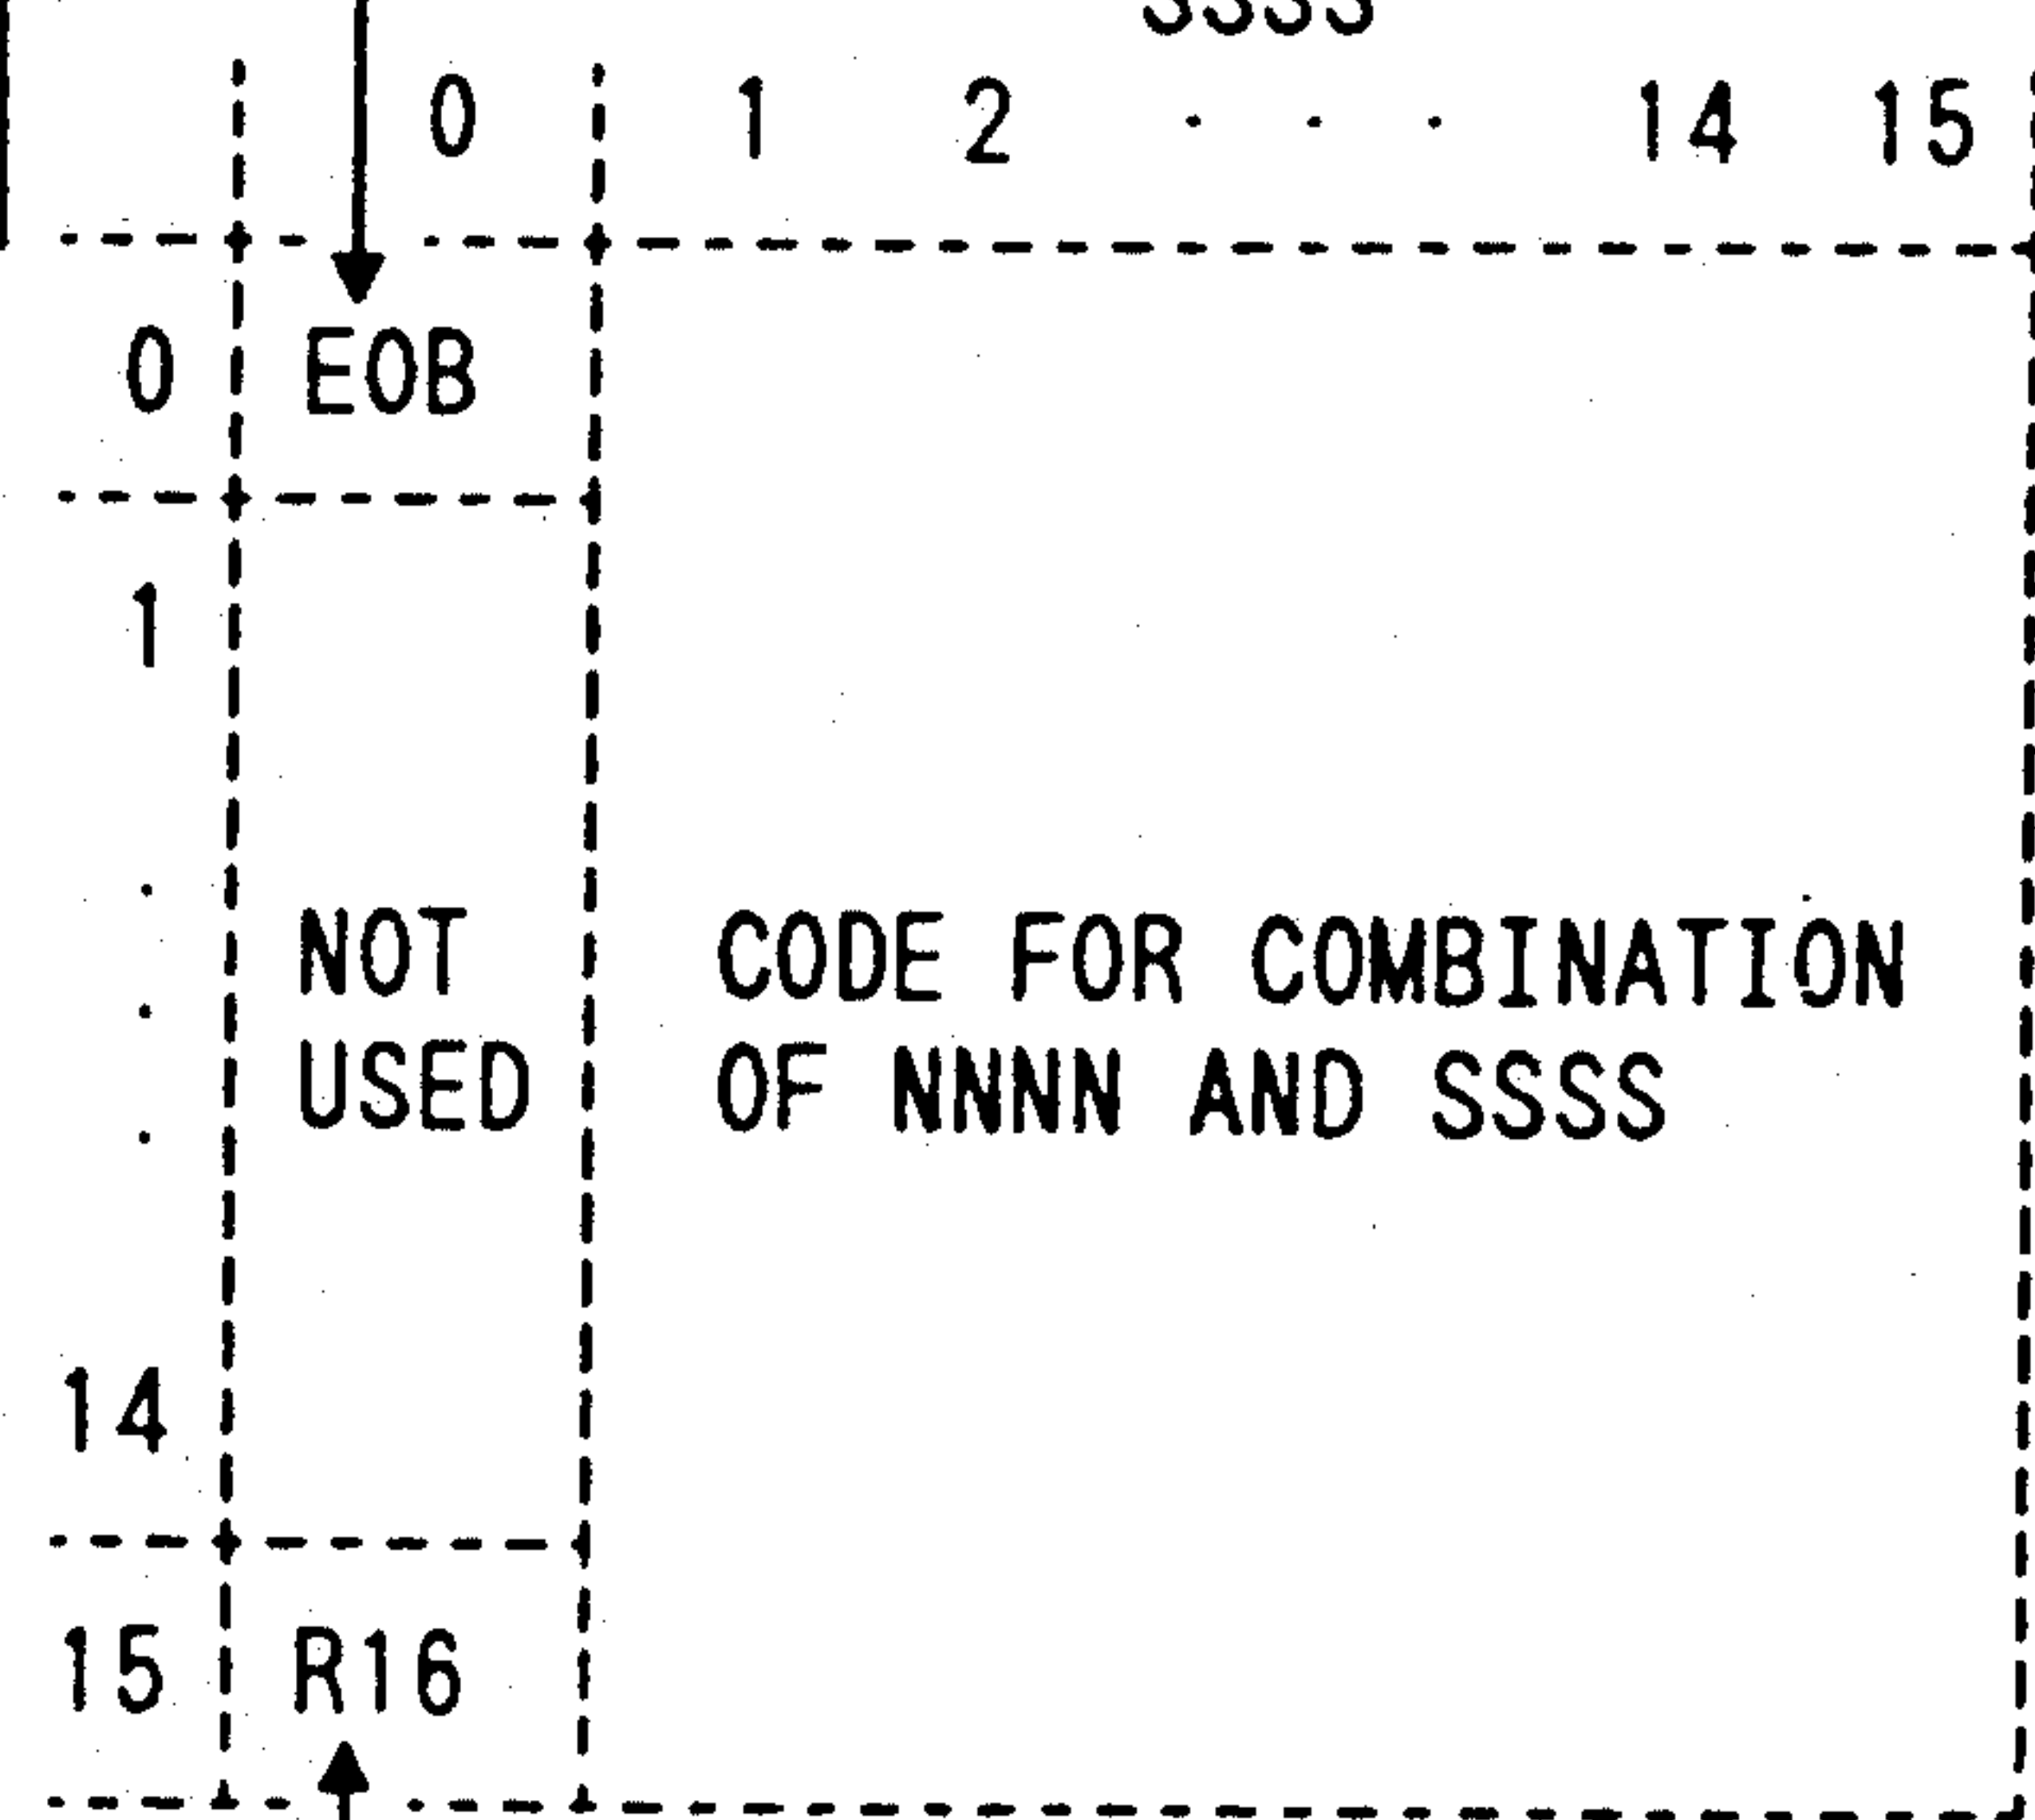 SSSS
0 1 2 . . . 14 15
0 EOB
1
.
NOT CODE FOR COMBINATION
.
USED OF NNNN AND SSSS
.
14
15 R16